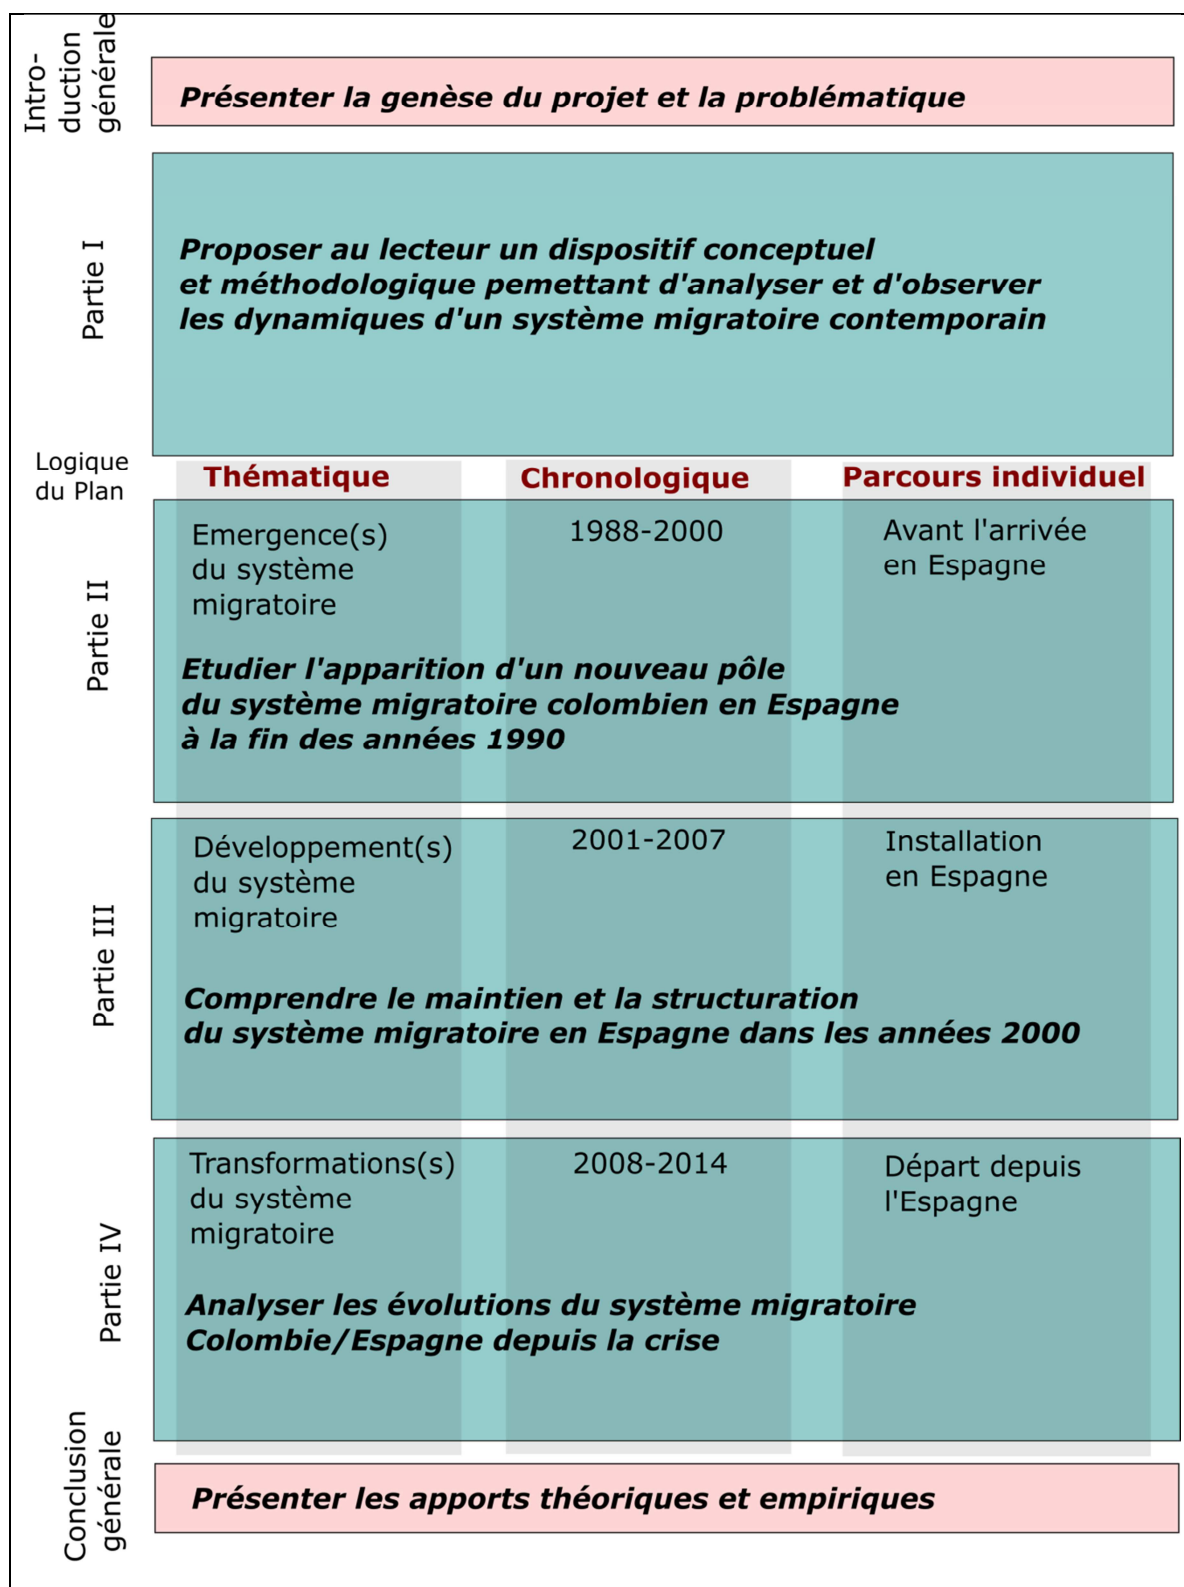 Intro-
duction
générale
Présenter la genèse du projet et la problématique
Partie I
Proposer au lecteur un dispositif conceptuel
et méthodologique pemettant d'analyser et d'observer
les dynamiques d'un système migratoire contemporain
Logique
du Plan
Thématique
Chronologique
Parcours individuel
Partie II
Emergence(s)
du système
migratoire
1988-2000
Avant l'arrivée
en Espagne
Etudier l'apparition d'un nouveau pôle
du système migratoire colombien en Espagne
à la fin des années 1990
Partie III
Développement(s)
du système
migratoire
2001-2007
Installation
en Espagne
Comprendre le maintien et la structuration
du système migratoire en Espagne dans les années 2000
Partie IV
Transformations(s)
du système
migratoire
2008-2014
Départ depuis
l'Espagne
Analyser les évolutions du système migratoire
Colombie/Espagne depuis la crise
Conclusion
générale
Présenter les apports théoriques et empiriques